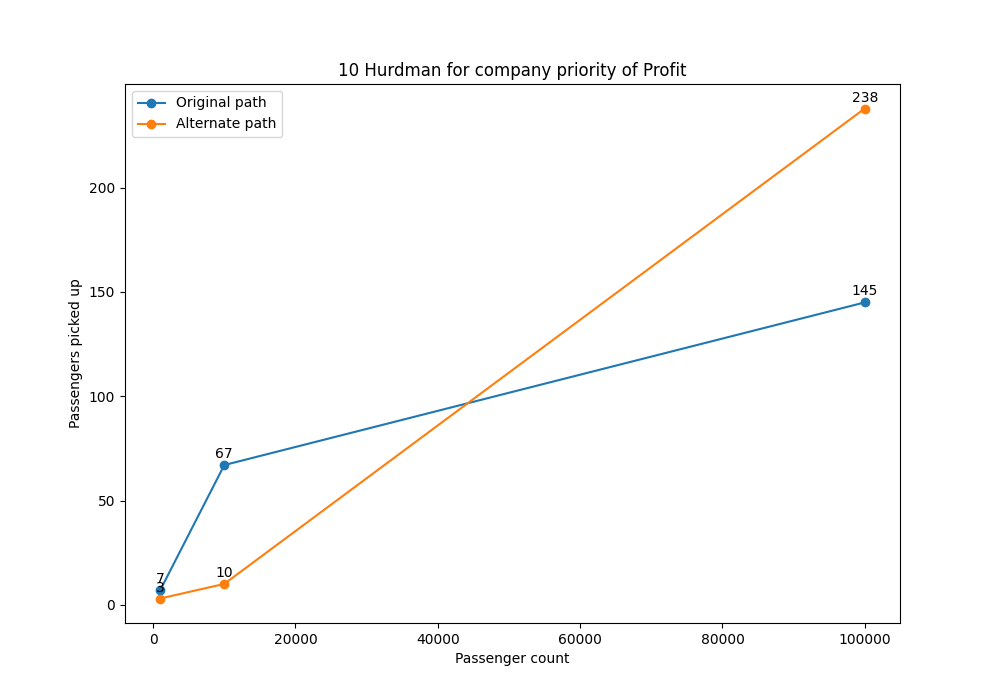 10 Hurdman for company priority of Profit
Original path
Alternate path
238
200
150
145
100
67
50
10
7
3
0
Passengers picked up
0 20000 40000 60000 80000 100000
Passenger count